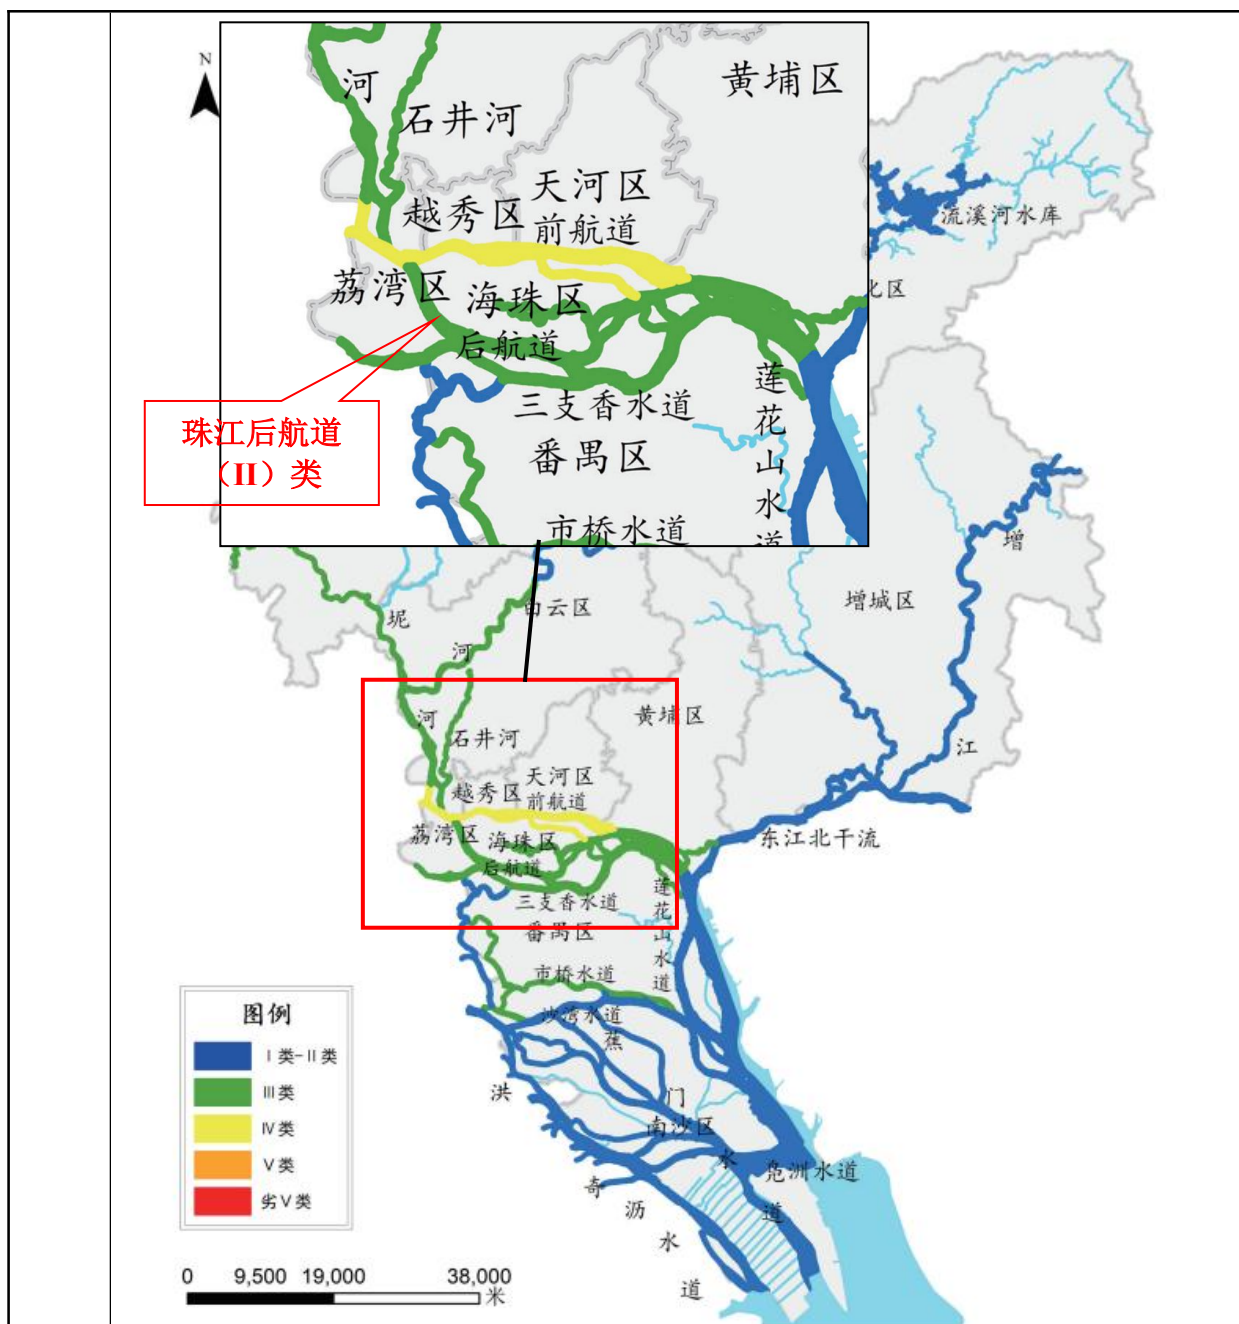 N
河
石井河
黄埔区
天河区
越秀区
前航道
荔湾区
海珠区
后航道
三支香水道
莲花山水道
番禺区
市桥水道
珠江后航道
（II）类
流溪河水库
化区
增城区
增
江
白云区
坭
河
河
石井河
黄埔区
天河区
越秀区
前航道
荔湾区
海珠区
后航道
三支香水道
莲花山水道
番禺区
市桥水道
沙湾水道
东江北干流
蕉
门
水
道
南沙区
凫洲水道
洪
奇
沥
水
道
图例
I类-II类
III类
IV类
V类
劣V类
0 9,500 19,000 38,000
米